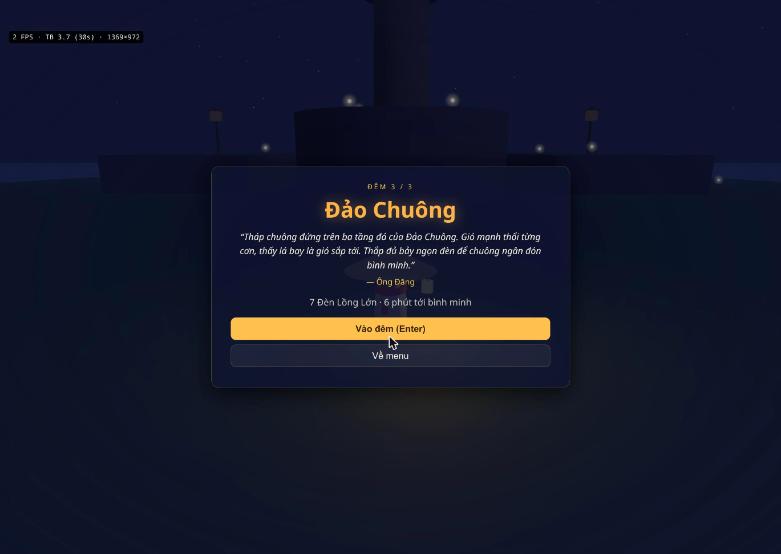 2 FPS · TB 3.7 (38s) · 1369×972
ĐÊM 3 / 3
Đảo Chuông
“Tháp chuông đứng trên ba tầng đá của Đảo Chuông. Gió mạnh thổi từng
cơn, thấy lá bay là gió sắp tới. Thắp đủ bảy ngọn đèn để chuông ngân đón
bình minh.”
— Ông Đăng
7 Đèn Lồng Lớn · 6 phút tới bình minh
Vào đêm (Enter)
Về menu